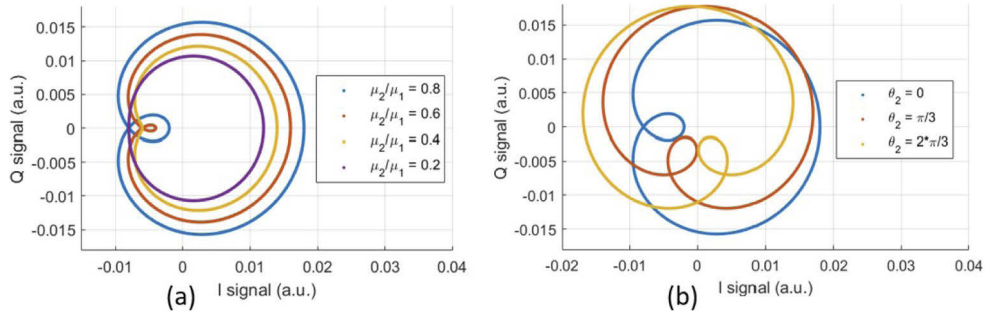 0.015
0.01
0.005
0
-0.005
-0.01
-0.015
Q signal (a.u.)
-0.01 0 0.01 0.02 0.03 0.04
I signal (a.u.)
μ2/μ1 = 0.8
μ2/μ1 = 0.6
μ2/μ1 = 0.4
μ2/μ1 = 0.2
(a)
0.015
0.01
0.005
0
-0.005
-0.01
-0.015
Q signal (a.u.)
-0.02 -0.01 0 0.01 0.02 0.03 0.04
I signal (a.u.)
θ2 = 0
θ2 = π/3
θ2 = 2*π/3
(b)